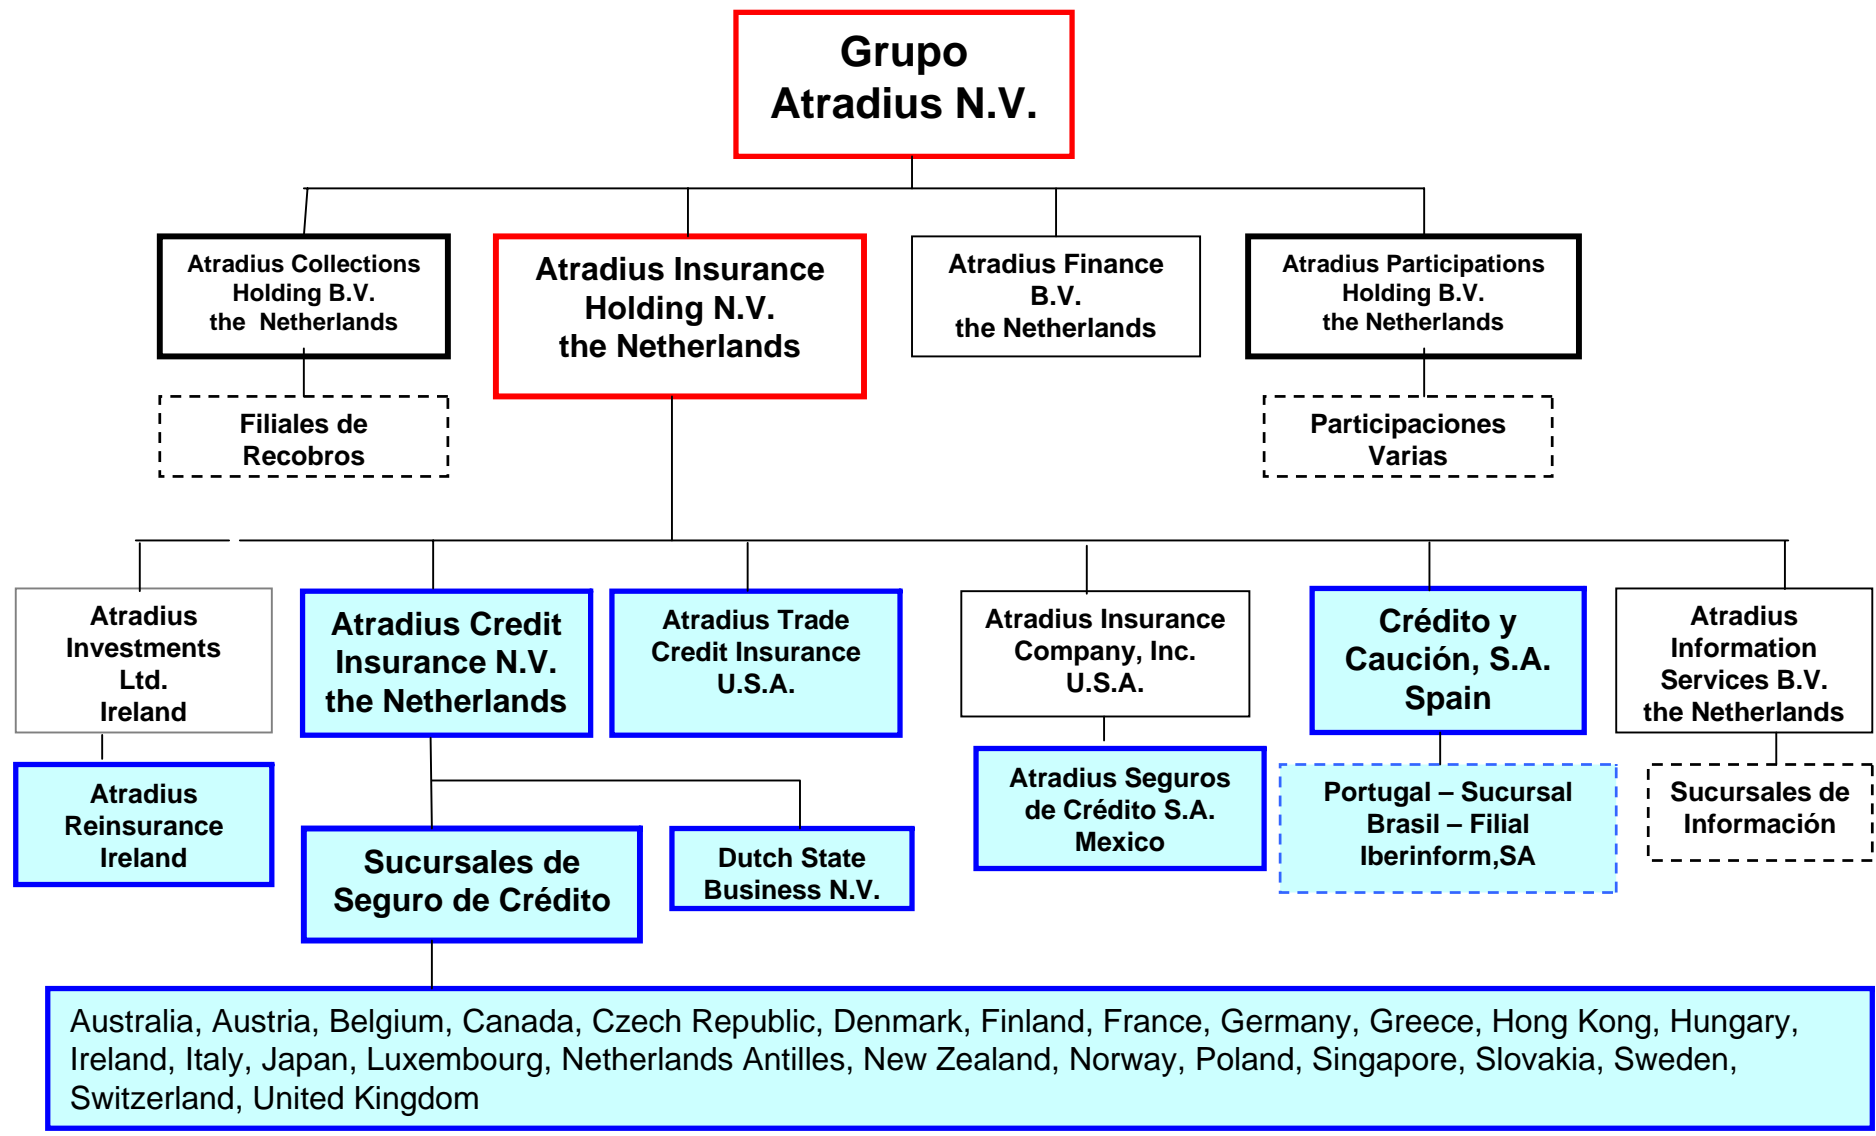 Grupo
Atradius N.V.
Atradius Collections
Holding B.V.
the Netherlands
Atradius Insurance
Holding N.V.
the Netherlands
Atradius Finance
B.V.
the Netherlands
Atradius Participations
Holding B.V.
the Netherlands
Filiales de
Recobros
Participaciones
Varias
Atradius
Investments
Ltd.
Ireland
Atradius Credit
Insurance N.V.
the Netherlands
Atradius Trade
Credit Insurance
U.S.A.
Atradius Insurance
Company, Inc.
U.S.A.
Crédito y
Caución, S.A.
Spain
Atradius
Information
Services B.V.
the Netherlands
Atradius
Reinsurance
Ireland
Sucursales de
Seguro de Crédito
Dutch State
Business N.V.
Atradius Seguros
de Crédito S.A.
Mexico
Portugal – Sucursal
Brasil – Filial
Iberinform,SA
Sucursales de
Información
Australia, Austria, Belgium, Canada, Czech Republic, Denmark, Finland, France, Germany, Greece, Hong Kong, Hungary,
Ireland, Italy, Japan, Luxembourg, Netherlands Antilles, New Zealand, Norway, Poland, Singapore, Slovakia, Sweden,
Switzerland, United Kingdom